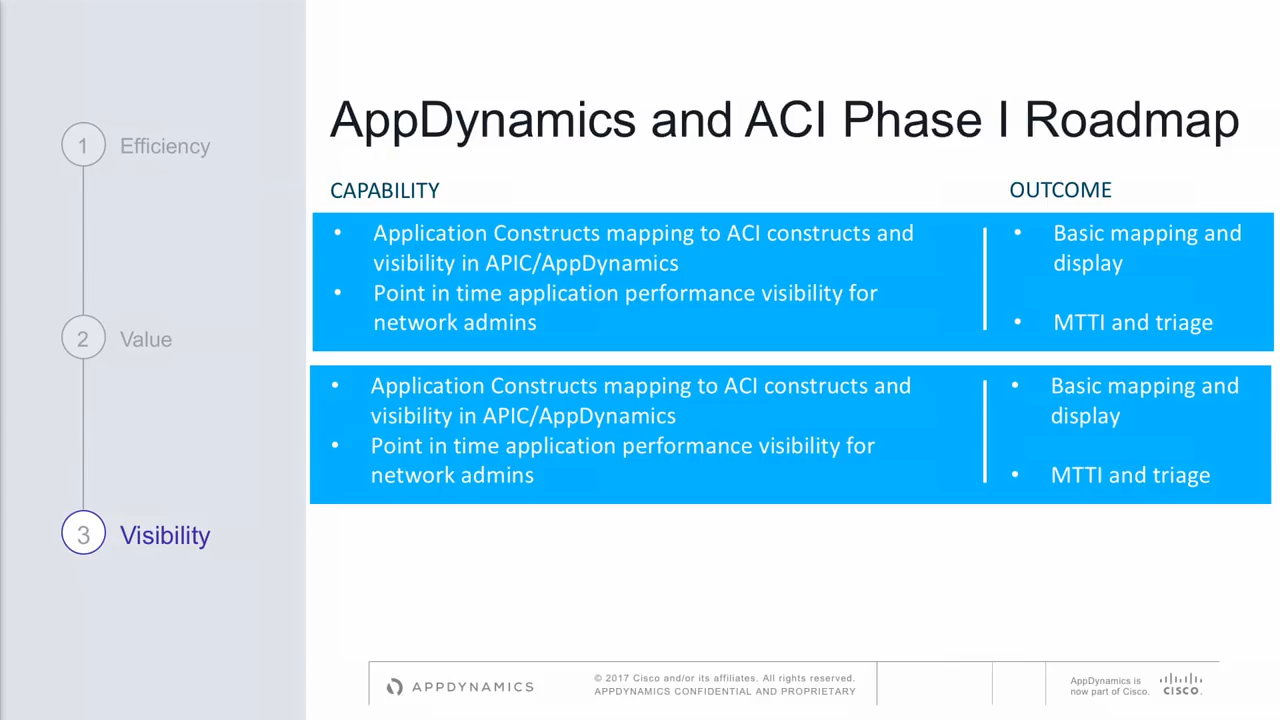 AppDynamics and ACI Phase I Roadmap
1 Efficiency
2 Value
3 Visibility
CAPABILITY
OUTCOME
• Application Constructs mapping to ACI constructs and
visibility in APIC/AppDynamics
• Point in time application performance visibility for
network admins
• Basic mapping and
display
• MTTI and triage
• Application Constructs mapping to ACI constructs and
visibility in APIC/AppDynamics
• Point in time application performance visibility for
network admins
• Basic mapping and
display
• MTTI and triage
APPDYNAMICS
© 2017 Cisco and/or its affiliates. All rights reserved.
APPDYNAMICS CONFIDENTIAL AND PROPRIETARY
AppDynamics is
now part of Cisco.
CISCO.